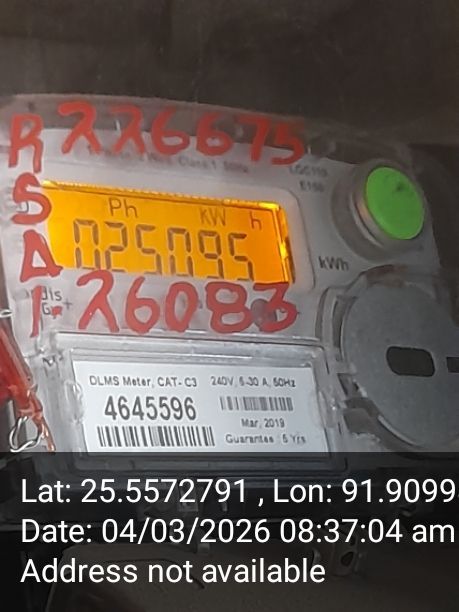 R 226675
S
A
I - 26083
E150
Ph kW h
025095
kWh
DLMS Meter, CAT- C3 240V, 5-30 A, 50Hz
4645596
Mar, 2019
Guarantee : 5 Yrs
Lat: 25.5572791 , Lon: 91.9099
Date: 04/03/2026 08:37:04 am
Address not available